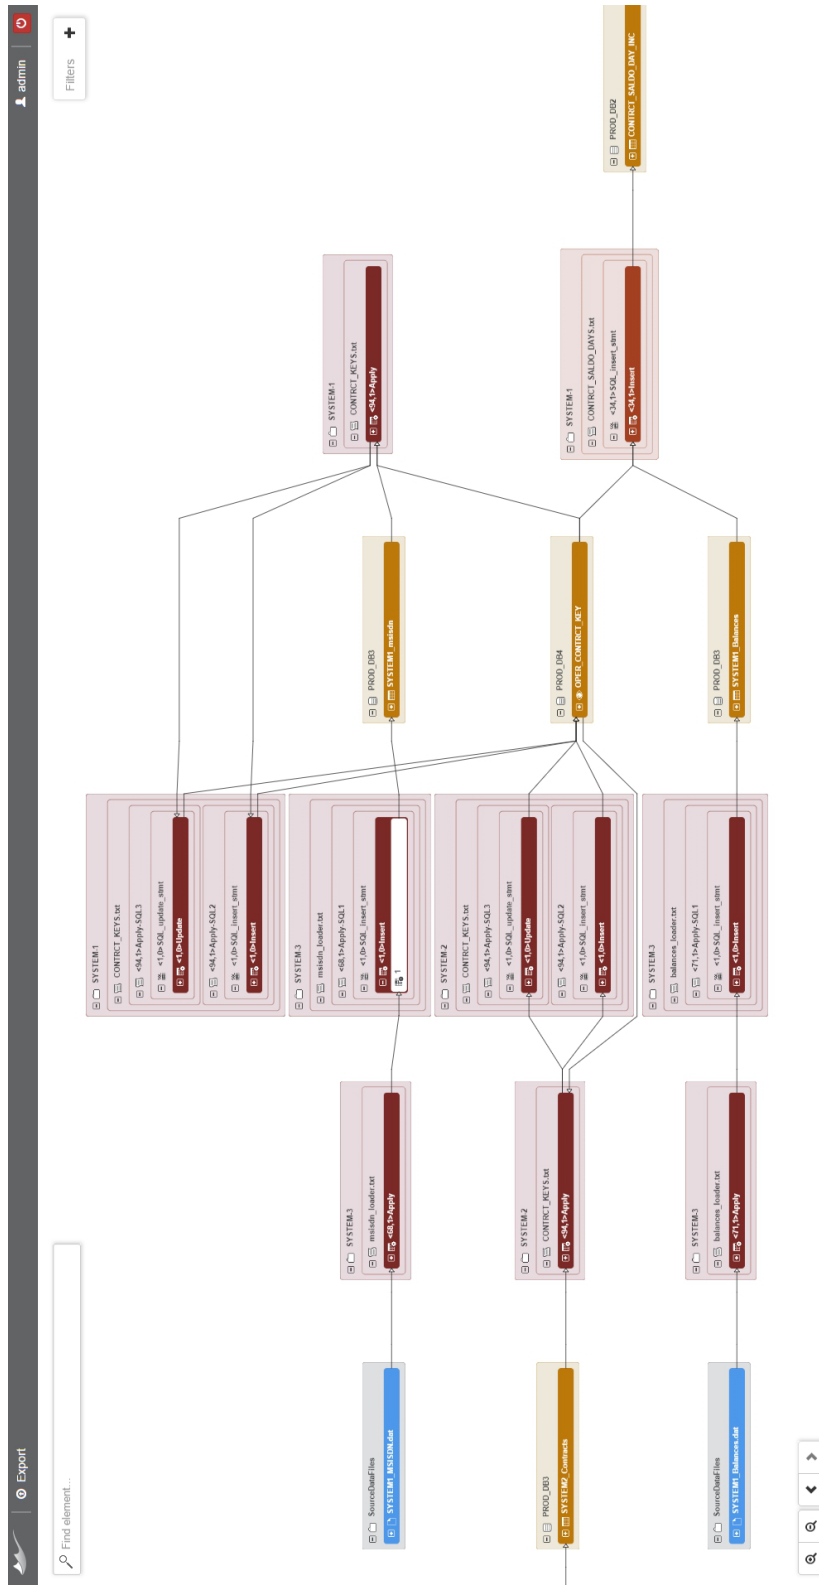 Export
admin
Find element...
Filters
SourceDataFiles
SYSTEM1_MSISDN.dat
PROD_DB3
SYSTEM2_Contracts
SourceDataFiles
SYSTEM1_Balances.dat
SYSTEM-3
msisdn_loader.txt
<68,1>Apply
SYSTEM-2
CONTRCT_KEYS.txt
<94,1>Apply
SYSTEM-3
balances_loader.txt
<71,1>Apply
SYSTEM-1
CONTRCT_KEYS.txt
<94,1>Apply-SQL3
<1,0>SQL_update_stmt
<1,0>Update
<94,1>Apply-SQL2
<1,0>SQL_insert_stmt
<1,0>Insert
SYSTEM-3
msisdn_loader.txt
<68,1>Apply-SQL1
<1,0>SQL_insert_stmt
<1,0>Insert
1
SYSTEM-2
CONTRCT_KEYS.txt
<94,1>Apply-SQL3
<1,0>SQL_update_stmt
<1,0>Update
<94,1>Apply-SQL2
<1,0>SQL_insert_stmt
<1,0>Insert
SYSTEM-3
balances_loader.txt
<71,1>Apply-SQL1
<1,0>SQL_insert_stmt
<1,0>Insert
PROD_DB3
SYSTEM1_msisdn
PROD_DB4
OPER_CONTRCT_KEY
PROD_DB3
SYSTEM1_Balances
SYSTEM-1
CONTRCT_KEYS.txt
<94,1>Apply
SYSTEM-1
CONTRCT_SALDO_DAYS.txt
<34,1>SQL_insert_stmt
<34,1>Insert
PROD_DB2
CONTRCT_SALDO_DAY_INC